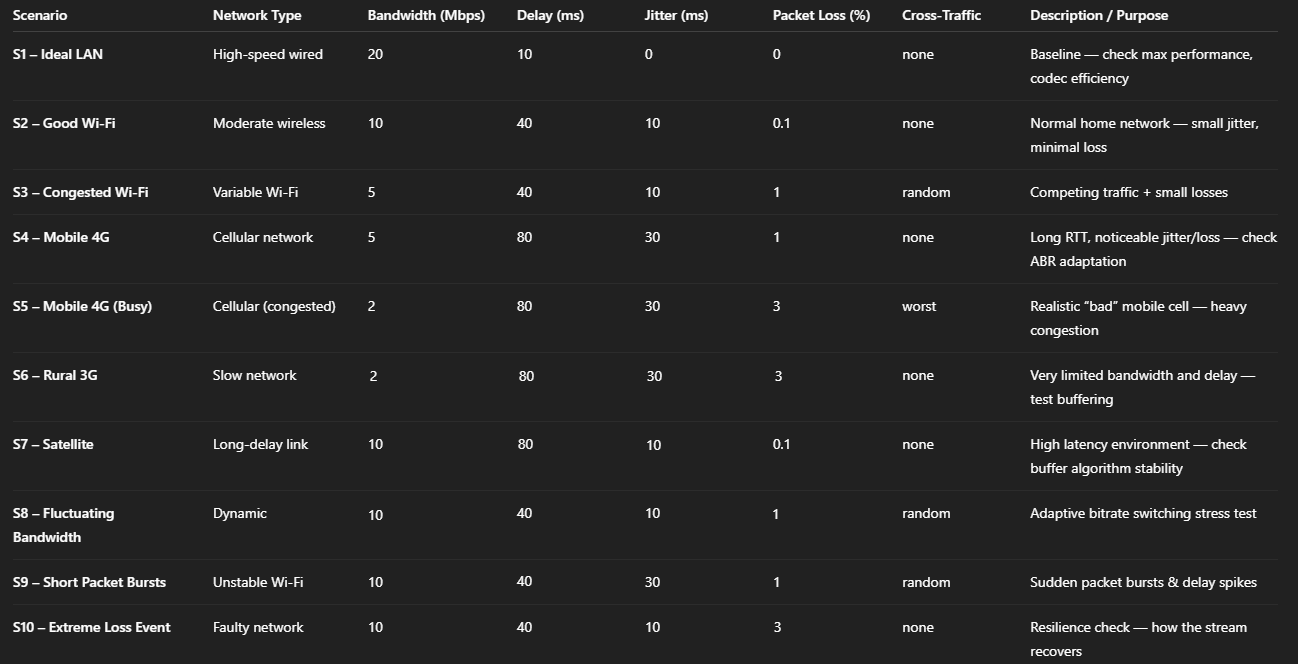 Scenario Network Type Bandwidth (Mbps) Delay (ms) Jitter (ms) Packet Loss (%) Cross-Traffic Description / Purpose
S1 – Ideal LAN High-speed wired 20 10 0 0 none Baseline — check max performance,
codec efficiency
S2 – Good Wi-Fi Moderate wireless 10 40 10 0.1 none Normal home network — small jitter,
minimal loss
S3 – Congested Wi-Fi Variable Wi-Fi 5 40 10 1 random Competing traffic + small losses
S4 – Mobile 4G Cellular network 5 80 30 1 none Long RTT, noticeable jitter/loss — check
ABR adaptation
S5 – Mobile 4G (Busy) Cellular (congested) 2 80 30 3 worst Realistic “bad” mobile cell — heavy
congestion
S6 – Rural 3G Slow network 2 80 30 3 none Very limited bandwidth and delay —
test buffering
S7 – Satellite Long-delay link 10 80 10 0.1 none High latency environment — check
buffer algorithm stability
S8 – Fluctuating Dynamic 10 40 10 1 random Adaptive bitrate switching stress test
Bandwidth
S9 – Short Packet Bursts Unstable Wi-Fi 10 40 30 1 random Sudden packet bursts & delay spikes
S10 – Extreme Loss Event Faulty network 10 40 10 3 none Resilience check — how the stream
recovers